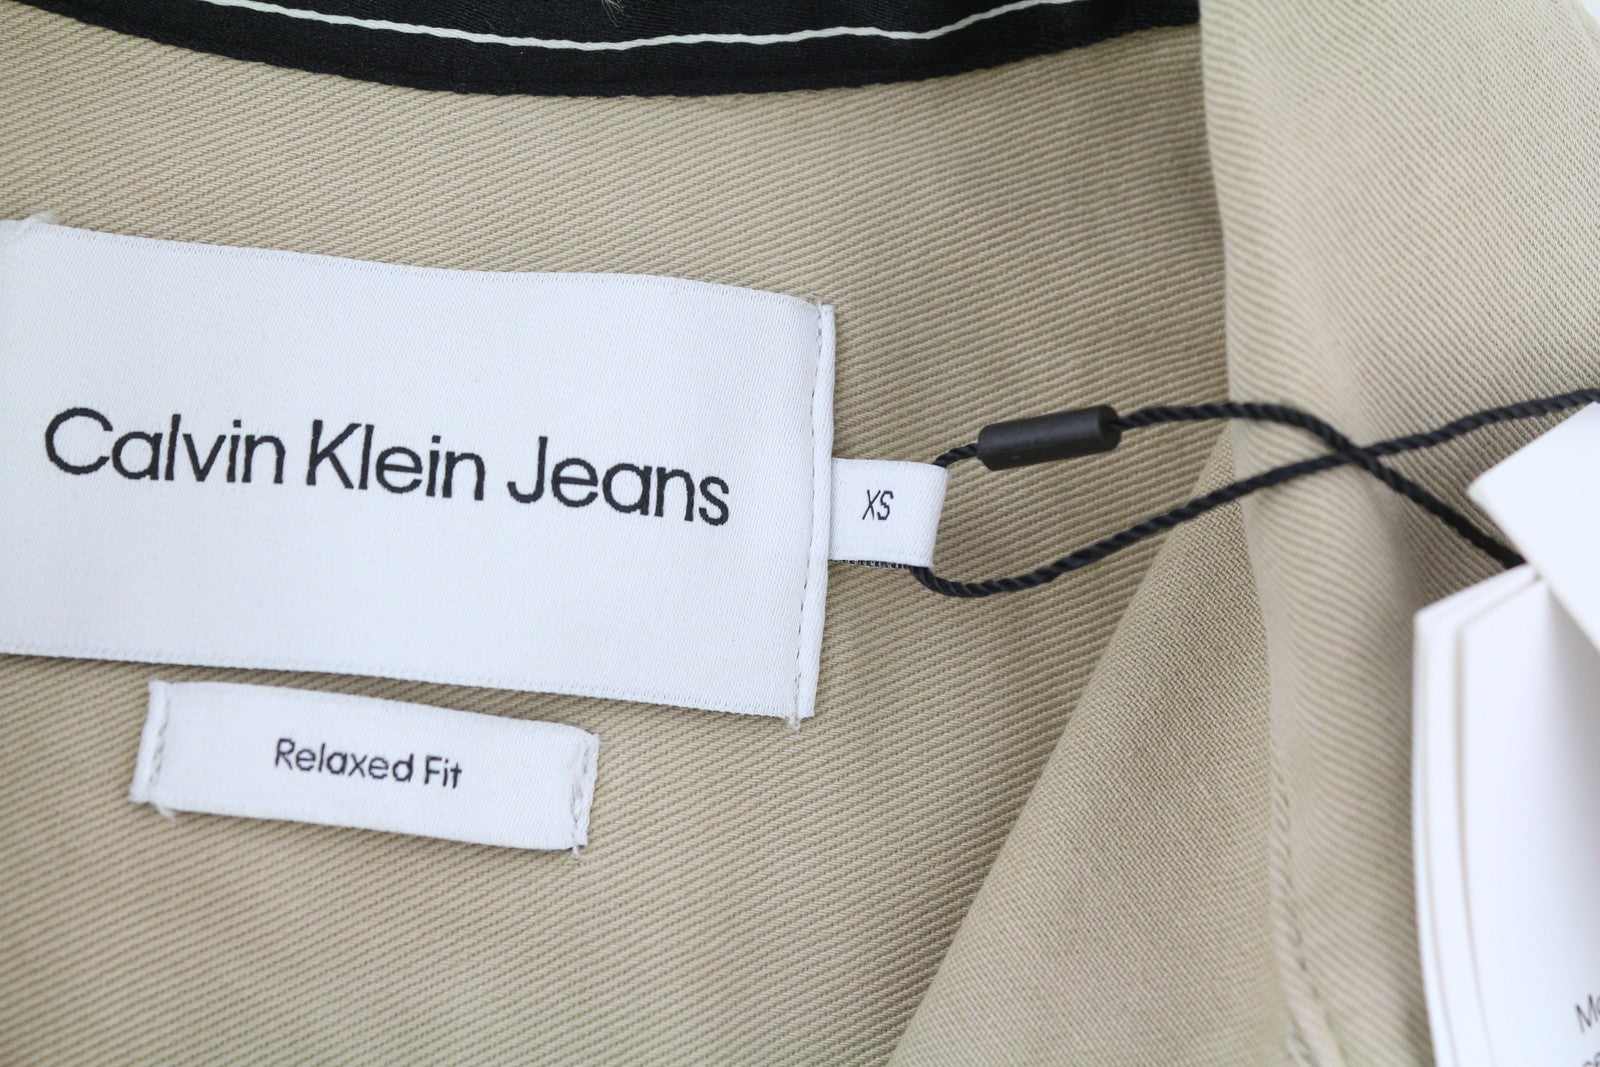 Calvin Klein Jeans
XS
Relaxed Fit